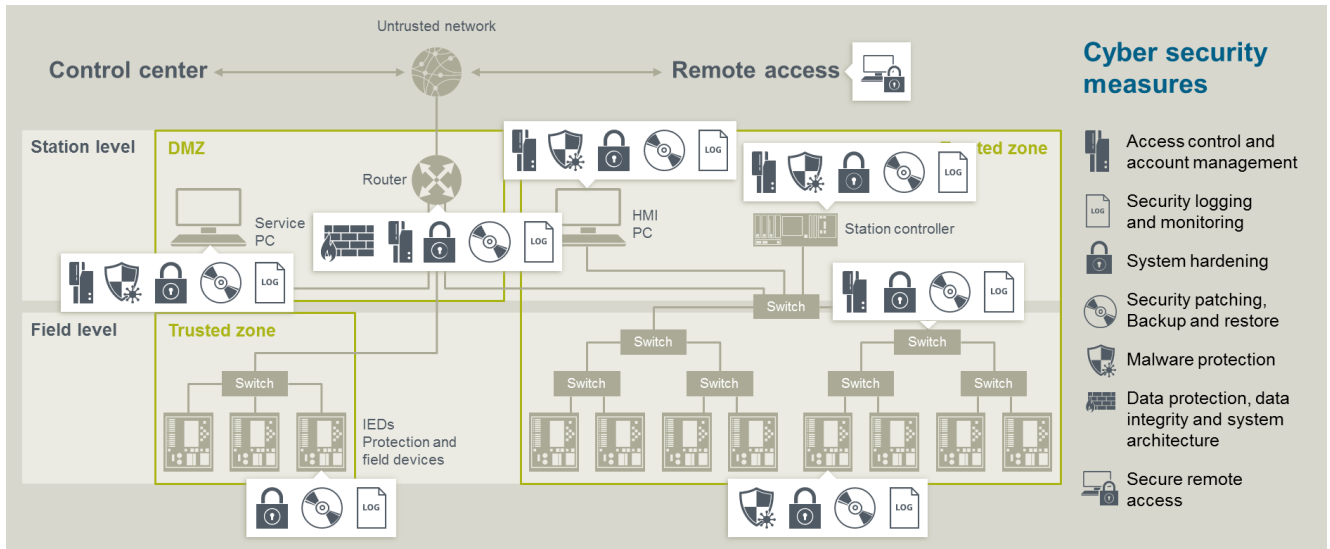 Untrusted network
Control center
Remote access
Cyber security
measures
Station level
DMZ
Router
Service
PC
LOG
LOG
HMI
PC
LOG
zone
LOG
Station controller
LOG
Switch
Switch
Switch
Switch
Switch
Switch
Switch
Field level
Trusted zone
Switch
IEDs
Protection and
field devices
LOG
LOG
Access control and
account management
LOG
Security logging
and monitoring
System hardening
Security patching,
Backup and restore
Malware protection
Data protection, data
integrity and system
architecture
Secure remote
access